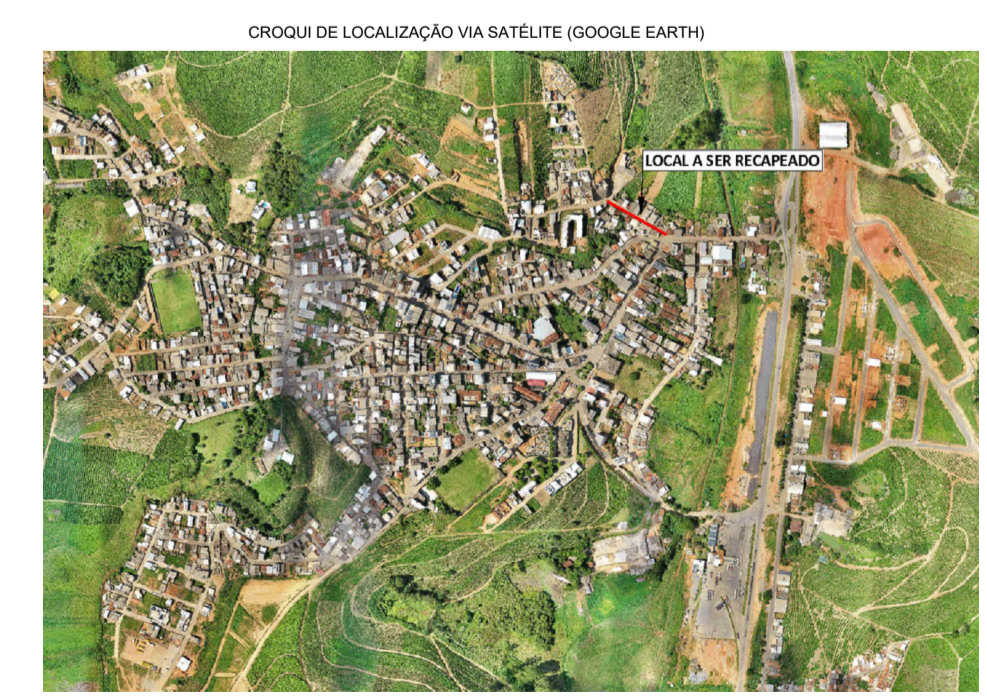 CROQUI DE LOCALIZAÇÃO VIA SATÉLITE (GOOGLE EARTH)
LOCAL A SER RECAPEADO